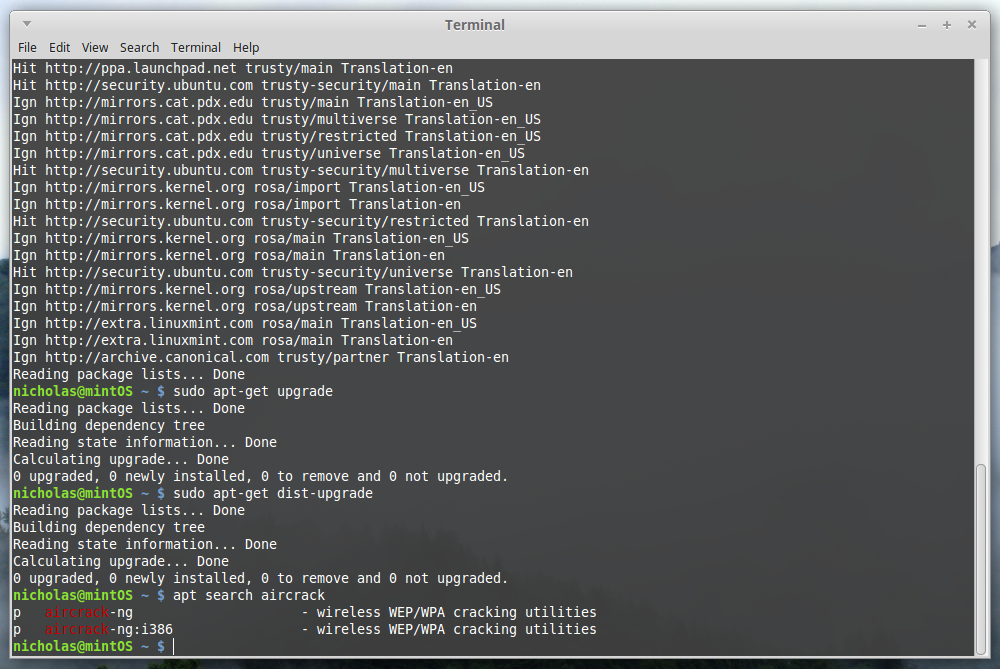 Terminal
File Edit View Search Terminal Help
Hit http://ppa.launchpad.net trusty/main Translation-en
Hit http://security.ubuntu.com trusty-security/main Translation-en
Ign http://mirrors.cat.pdx.edu trusty/main Translation-en_US
Ign http://mirrors.cat.pdx.edu trusty/multiverse Translation-en_US
Ign http://mirrors.cat.pdx.edu trusty/restricted Translation-en_US
Ign http://mirrors.cat.pdx.edu trusty/universe Translation-en_US
Hit http://security.ubuntu.com trusty-security/multiverse Translation-en
Ign http://mirrors.kernel.org rosa/import Translation-en_US
Ign http://mirrors.kernel.org rosa/import Translation-en
Hit http://security.ubuntu.com trusty-security/restricted Translation-en
Ign http://mirrors.kernel.org rosa/main Translation-en_US
Ign http://mirrors.kernel.org rosa/main Translation-en
Hit http://security.ubuntu.com trusty-security/universe Translation-en
Ign http://mirrors.kernel.org rosa/upstream Translation-en_US
Ign http://mirrors.kernel.org rosa/upstream Translation-en
Ign http://extra.linuxmint.com rosa/main Translation-en_US
Ign http://extra.linuxmint.com rosa/main Translation-en
Ign http://archive.canonical.com trusty/partner Translation-en
Reading package lists... Done
nicholas@mintOS ~ $ sudo apt-get upgrade
Reading package lists... Done
Building dependency tree
Reading state information... Done
Calculating upgrade... Done
0 upgraded, 0 newly installed, 0 to remove and 0 not upgraded.
nicholas@mintOS ~ $ sudo apt-get dist-upgrade
Reading package lists... Done
Building dependency tree
Reading state information... Done
Calculating upgrade... Done
0 upgraded, 0 newly installed, 0 to remove and 0 not upgraded.
nicholas@mintOS ~ $ apt search aircrack
p   aircrack-ng                     - wireless WEP/WPA cracking utilities
p   aircrack-ng:i386                - wireless WEP/WPA cracking utilities
nicholas@mintOS ~ $